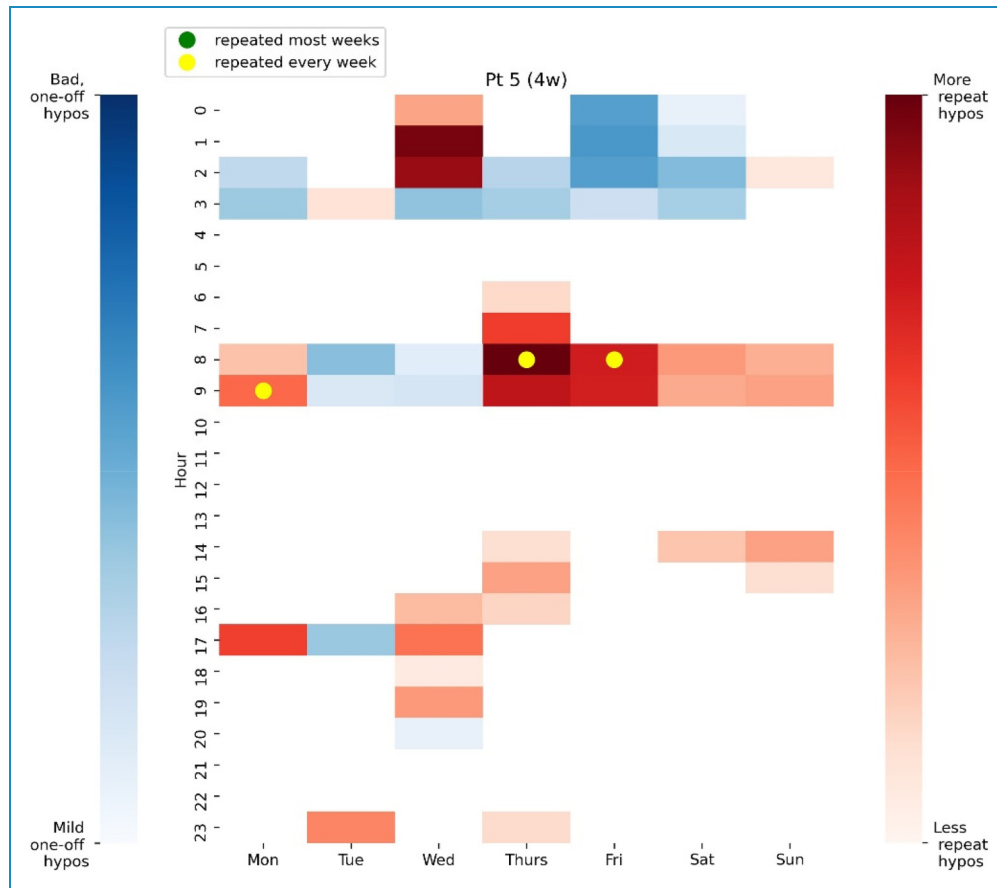 repeated most weeks
repeated every week
Pt 5 (4w)
Bad,
one-off
hypos
More
repeat
hypos
Mild
one-off
hypos
Less
repeat
hypos
Hour
0
1
2
3
4
5
6
7
8
9
10
11
12
13
14
15
16
17
18
19
20
21
22
23
Mon Tue Wed Thurs Fri Sat Sun